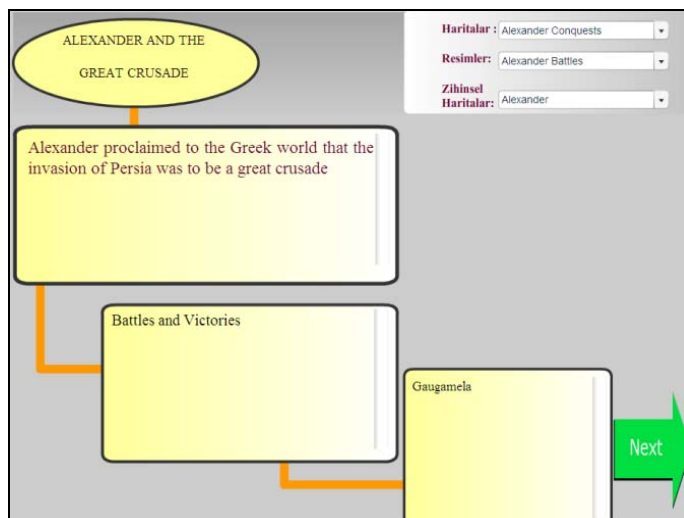 ALEXANDER AND THE
GREAT CRUSADE
Haritalar : Alexander Conquests
Resimler: Alexander Battles
Zihinsel
Haritalar: Alexander
Alexander proclaimed to the Greek world that the
invasion of Persia was to be a great crusade
Battles and Victories
Gaugamela
Next